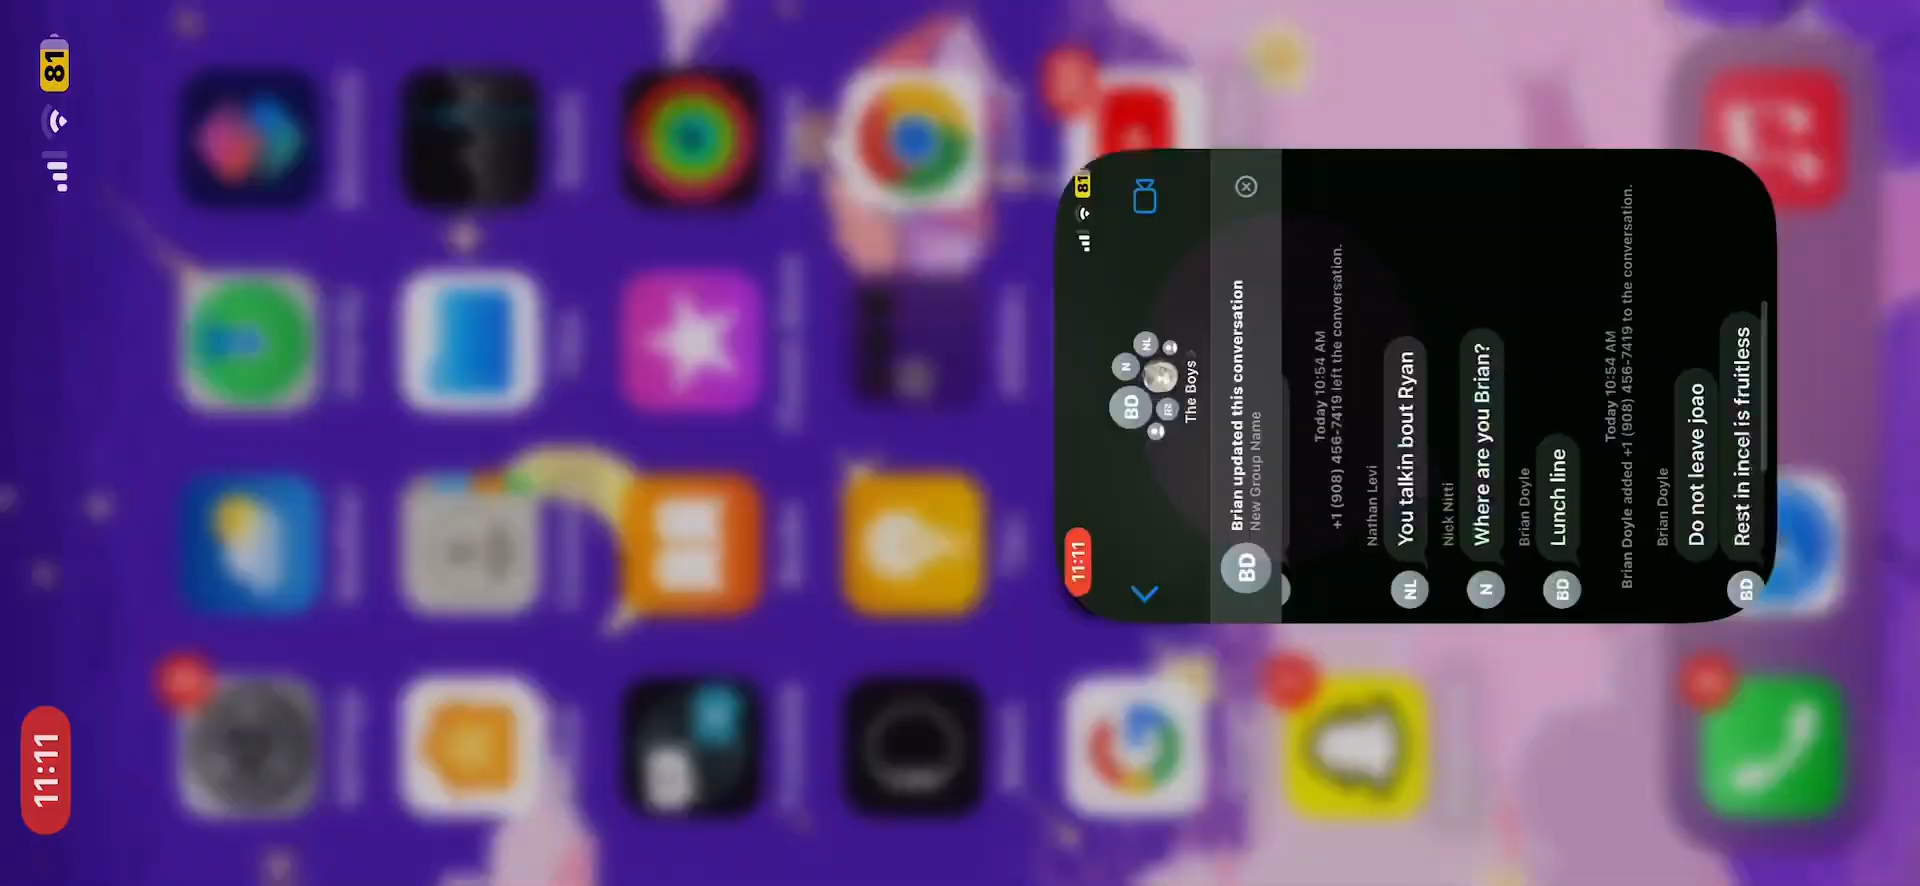 11:11
81
11:11
81
BD
N
NL
RZ
The Boys
BD
Brian updated this conversation
New Group Name
Today 10:54 AM
+1 (908) 456-7419 left the conversation.
Nathan Levi
NL
You talkin bout Ryan
Nick Nitti
N
Where are you Brian?
Brian Doyle
BD
Lunch line
Today 10:54 AM
Brian Doyle added +1 (908) 456-7419 to the conversation.
Brian Doyle
Do not leave joao
BD
Rest in incel is fruitless